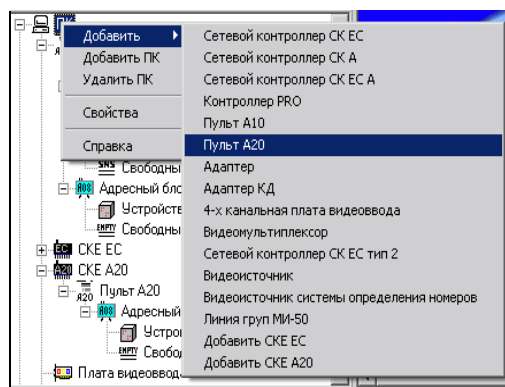 ПК
Добавить
Добавить ПК
Удалить ПК
Свойства
Справка
Сетевой контроллер СК ЕС
Сетевой контроллер СК А
Сетевой контроллер СК ЕС А
Контроллер PRO
Пульт А10
Пульт А20
Адаптер
Адаптер КД
4-х канальная плата видеоввода
Видеомультиплексор
Сетевой контроллер СК ЕС тип 2
Видеоисточник
Видеоисточник системы определения номеров
Линия груп МИ-50
Добавить СКЕ ЕС
Добавить СКЕ А20
SNS Свободны
A08 Адресный бло
Устройств
EMPTY Свободны
EC СКЕ ЕС
A20 СКЕ А20
A20 Пульт А20
A08 Адресный
Устро
EMPTY Свобо
Плата видеоввод